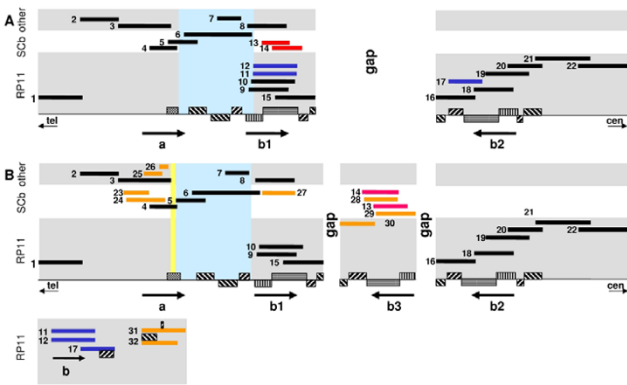 A
SCb other
RP11
2
3
7
8
6
5
4
13
14
12
11
10
9
1
15
gap
21
20
22
19
17
18
16
tel
a
b1
b2
cen
B
SCb other
RP11
26
2
25
3
7
8
23
24
6
5
4
27
10
9
1
15
gap
14
28
13
29
30
gap
21
20
22
19
18
16
tel
a
b1
b3
b2
cen
RP11
11
12
17
b
31
32